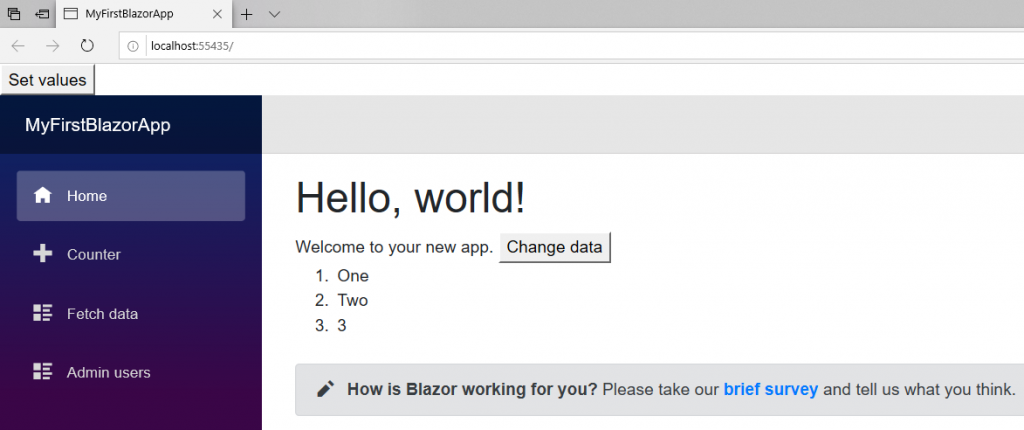 MyFirstBlazorApp
localhost:55435/
Set values
MyFirstBlazorApp
Home
Counter
Fetch data
Admin users
Hello, world!
Welcome to your new app. Change data
1. One
2. Two
3. 3
How is Blazor working for you? Please take our brief survey and tell us what you think.